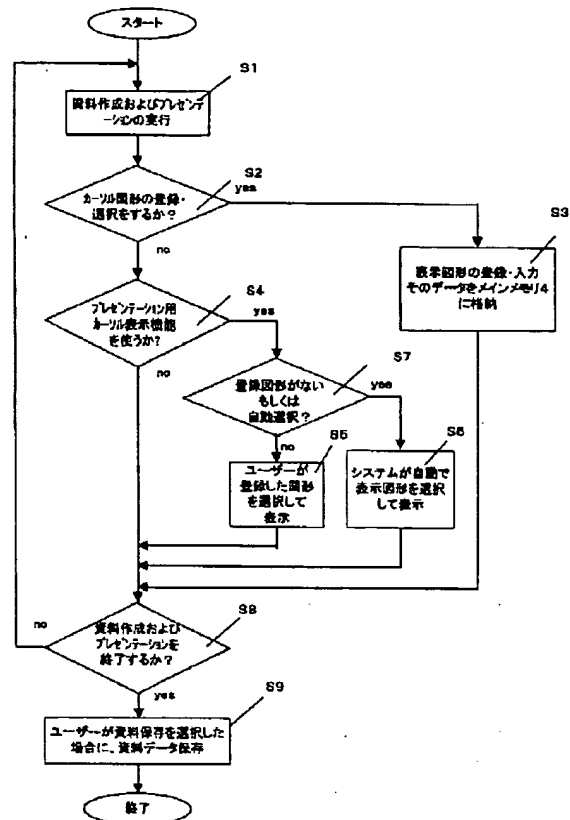 スタート
S1
資料作成およびプレゼンテ
ーションの実行
S2
カーソル図形の登録・
選択をするか?
yes
no
S3
表示図形の登録・入力
そのデータをメインメモリ4
に格納
S4
プレゼンテーション用
カーソル表示機能
を使うか?
yes
no
S7
登録図形がない
もしくは
自動選択?
yes
no
S5
ユーザーが
登録した図形
を選択して
表示
S6
システムが自動で
表示図形を選択
して表示
S8
資料作成および
プレゼンテーションを
終了するか?
no
yes
S9
ユーザーが資料保存を選択した
場合に、資料データ保存
終了